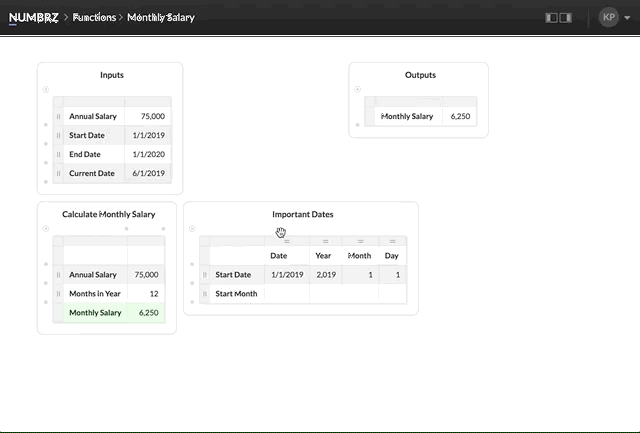 NUMBRZ > Functions > Monthly Salary
KP
Inputs
Annual Salary 75,000
Start Date 1/1/2019
End Date 1/1/2020
Current Date 6/1/2019
Outputs
Monthly Salary 6,250
Calculate Monthly Salary
Annual Salary 75,000
Months in Year 12
Monthly Salary 6,250
Important Dates
Date Year Month Day
Start Date 1/1/2019 2,019 1 1
Start Month